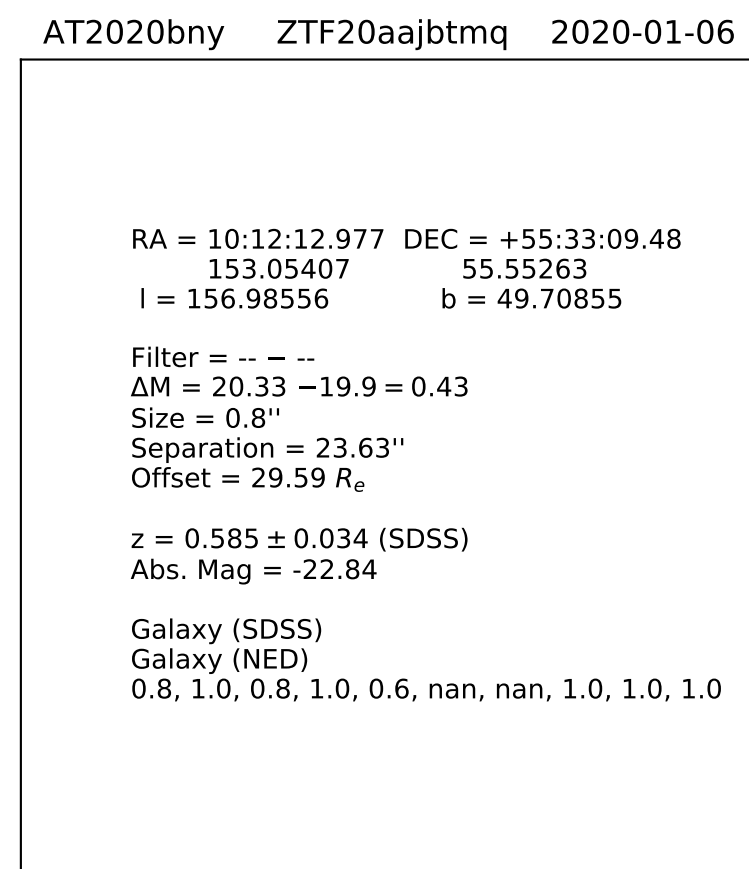 AT2020bny ZTF20aajbtmq 2020-01-06
RA = 10:12:12.977 DEC = +55:33:09.48
153.05407 55.55263
l = 156.98556 b = 49.70855
Filter = -- − --
ΔM = 20.33 −19.9 = 0.43
Size = 0.8''
Separation = 23.63''
Offset = 29.59 Rₑ
z = 0.585 ± 0.034 (SDSS)
Abs. Mag = -22.84
Galaxy (SDSS)
Galaxy (NED)
0.8, 1.0, 0.8, 1.0, 0.6, nan, nan, 1.0, 1.0, 1.0